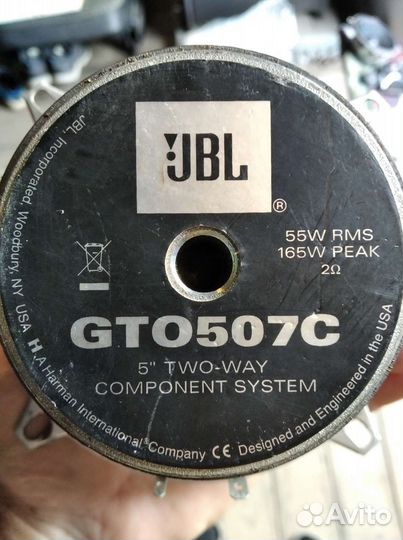 JBL
®
55W RMS
165W PEAK
2Ω
GTO507C
5" TWO-WAY
COMPONENT SYSTEM
JBL, Incorporated, Woodbury, NY USA H A Harman International® Company CE Designed and Engineered in the USA
Avito